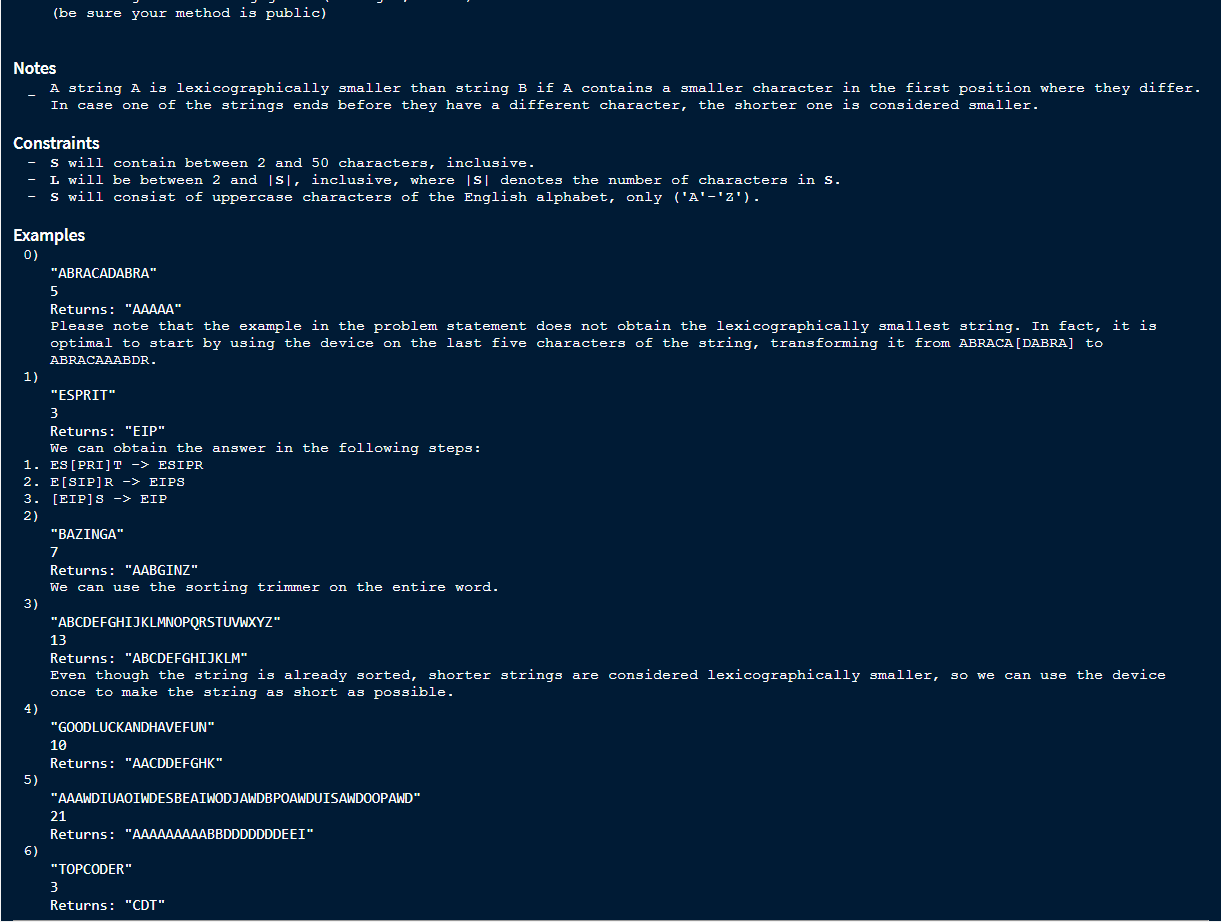 (be sure your method is public)
Notes
- A string A is lexicographically smaller than string B if A contains a smaller character in the first position where they differ.
In case one of the strings ends before they have a different character, the shorter one is considered smaller.
Constraints
- S will contain between 2 and 50 characters, inclusive.
- L will be between 2 and |S|, inclusive, where |S| denotes the number of characters in S.
- S will consist of uppercase characters of the English alphabet, only ('A'-'Z').
Examples
0)
"ABRACADABRA"
5
Returns: "AAAAA"
Please note that the example in the problem statement does not obtain the lexicographically smallest string. In fact, it is
optimal to start by using the device on the last five characters of the string, transforming it from ABRACA[DABRA] to
ABRACAAABDR.
1)
"ESPRIT"
3
Returns: "EIP"
We can obtain the answer in the following steps:
1. ES[PRI]T -> ESIPR
2. E[SIP]R -> EIPS
3. [EIP]S -> EIP
2)
"BAZINGA"
7
Returns: "AABGINZ"
We can use the sorting trimmer on the entire word.
3)
"ABCDEFGHIJKLMNOPQRSTUVWXYZ"
13
Returns: "ABCDEFGHIJKLM"
Even though the string is already sorted, shorter strings are considered lexicographically smaller, so we can use the device
once to make the string as short as possible.
4)
"GOODLUCKANDHAVEFUN"
10
Returns: "AACDDEFGHK"
5)
"AAAWDIUAOIWDESBEAIWODJAWDBPOAWDUISAWDOOPAWD"
21
Returns: "AAAAAAAAABBDDDDDDDEEI"
6)
"TOPCODER"
3
Returns: "CDT"